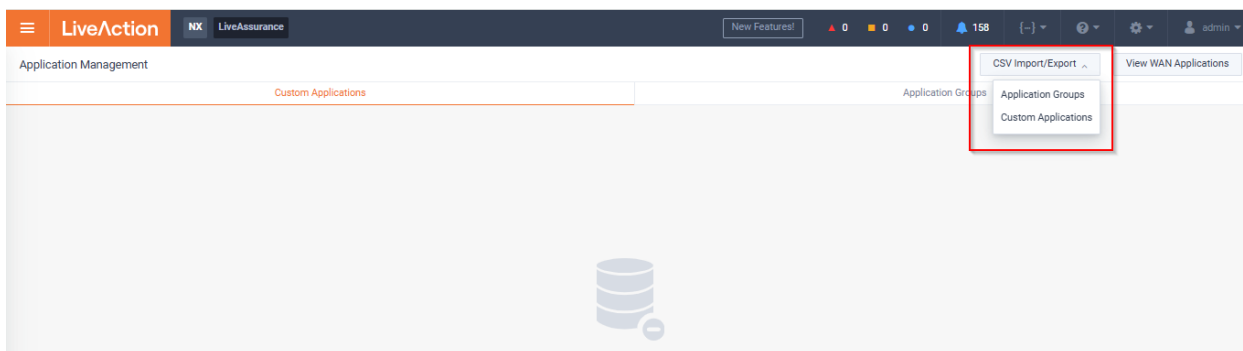 LiveAction NX LiveAssurance New Features! 0 0 0 158 {--} admin
Application Management CSV Import/Export View WAN Applications
Custom Applications Application Groups
Application Groups
Custom Applications